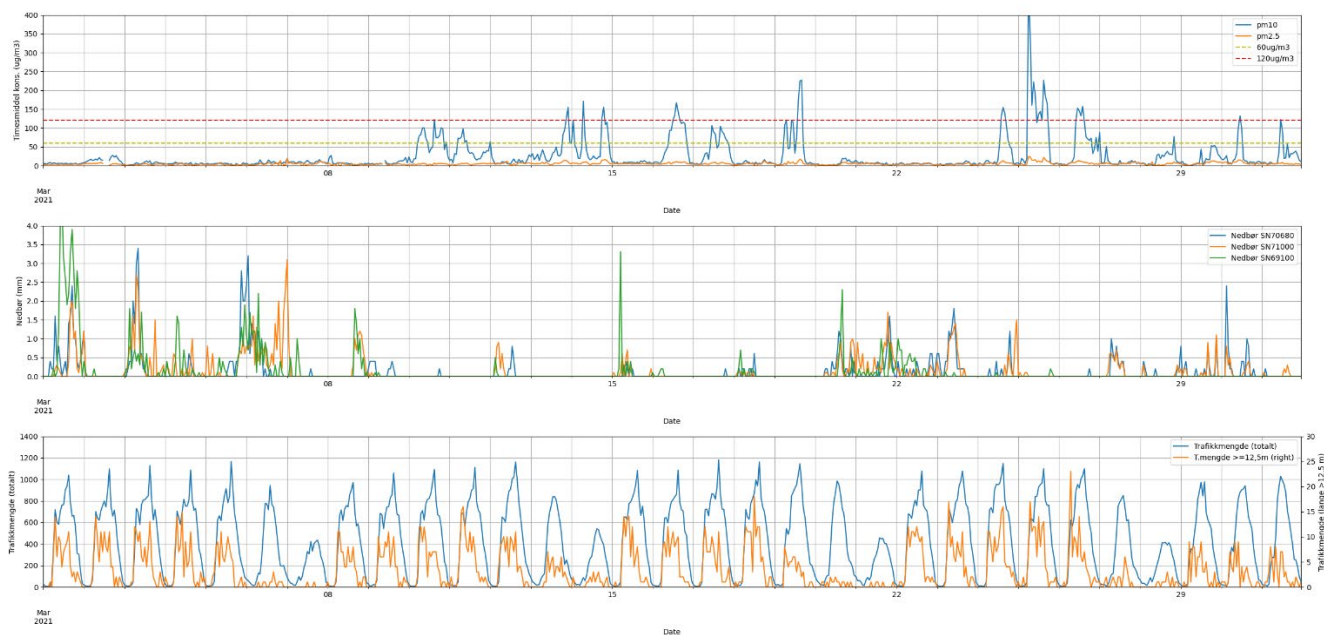 400
350
300
250
200
150
100
50
0
Timesmiddel kons. (ug/m3)
pm10
pm2.5
60ug/m3
120ug/m3
08
15
22
29
Mar
2021
Date
4.0
3.5
3.0
2.5
2.0
1.5
1.0
0.5
0.0
Nedbør (mm)
Nedbør SN70680
Nedbør SN71000
Nedbør SN69100
08
15
22
29
Mar
2021
Date
1400
1200
1000
800
600
400
200
0
Trafikkmengde (totalt)
Trafikkmengde (totalt)
T.mengde >=12,5m (right)
30
25
20
15
10
5
0
Trafikkmengde (lange >12.5 m)
08
15
22
29
Mar
2021
Date